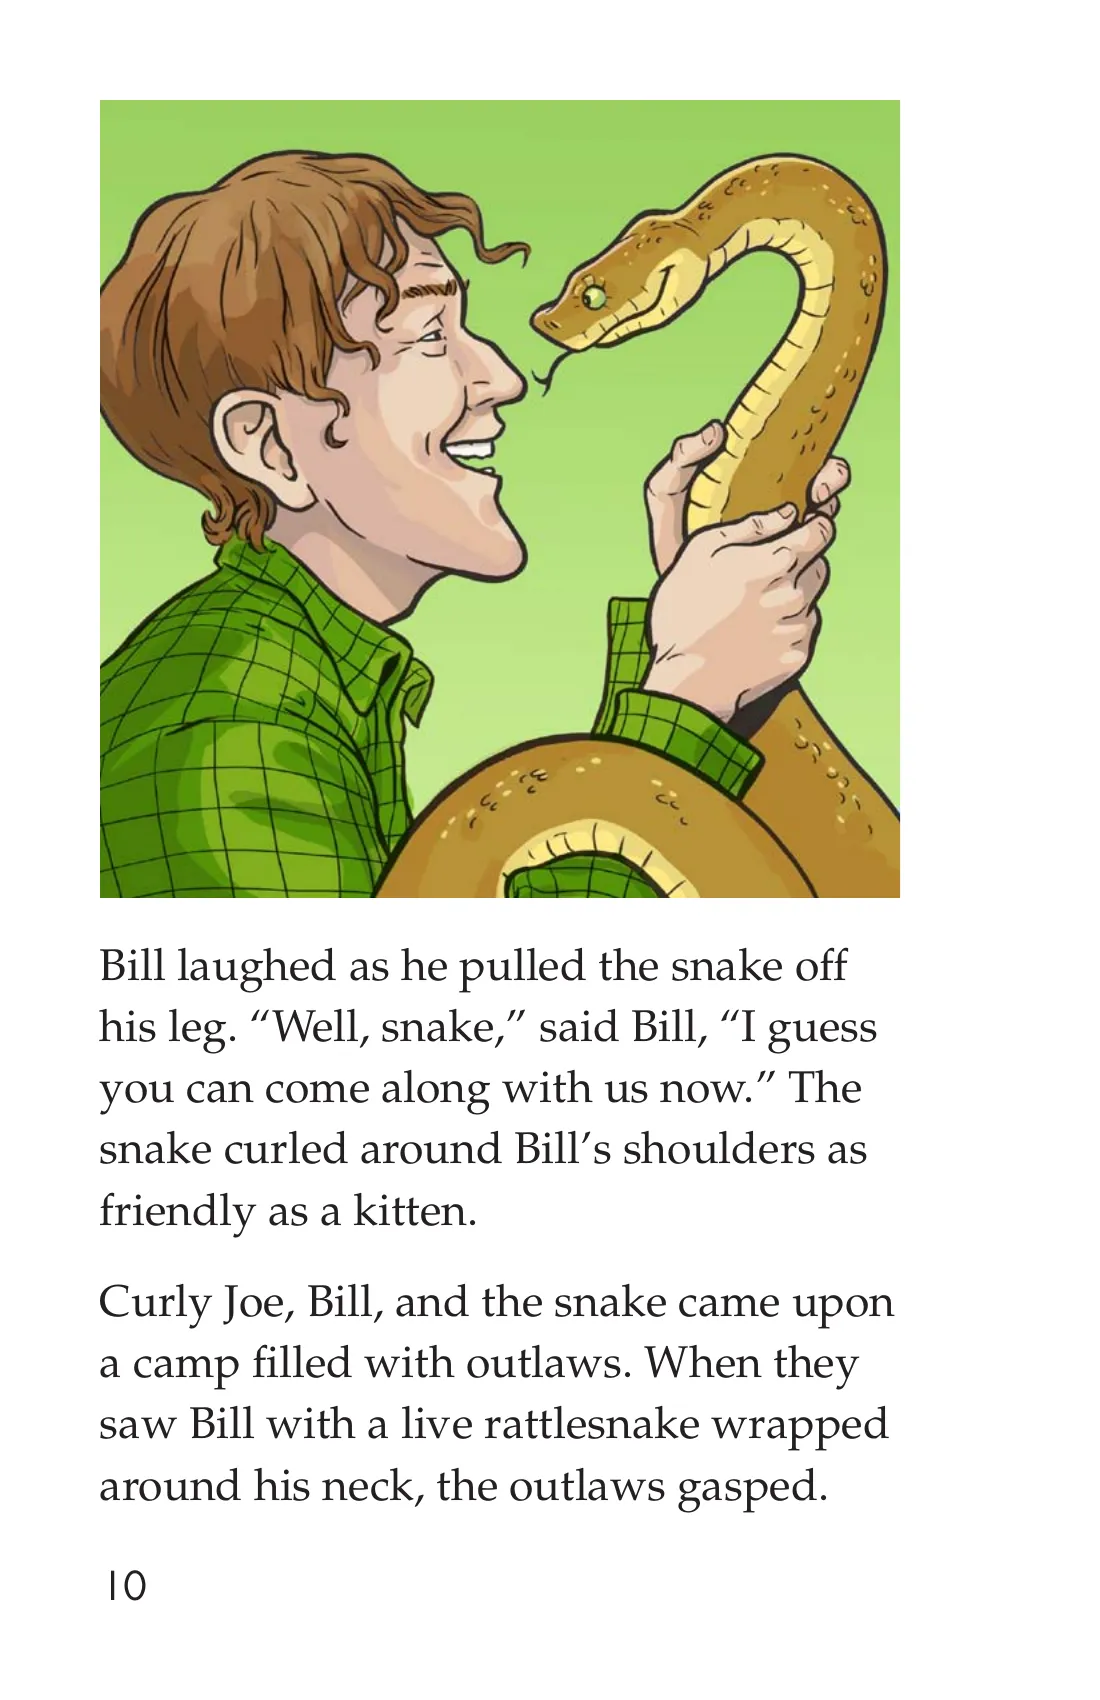 Bill laughed as he pulled the snake off
his leg. “Well, snake,” said Bill, “I guess
you can come along with us now.” The
snake curled around Bill’s shoulders as
friendly as a kitten.
Curly Joe, Bill, and the snake came upon
a camp filled with outlaws. When they
saw Bill with a live rattlesnake wrapped
around his neck, the outlaws gasped.
10